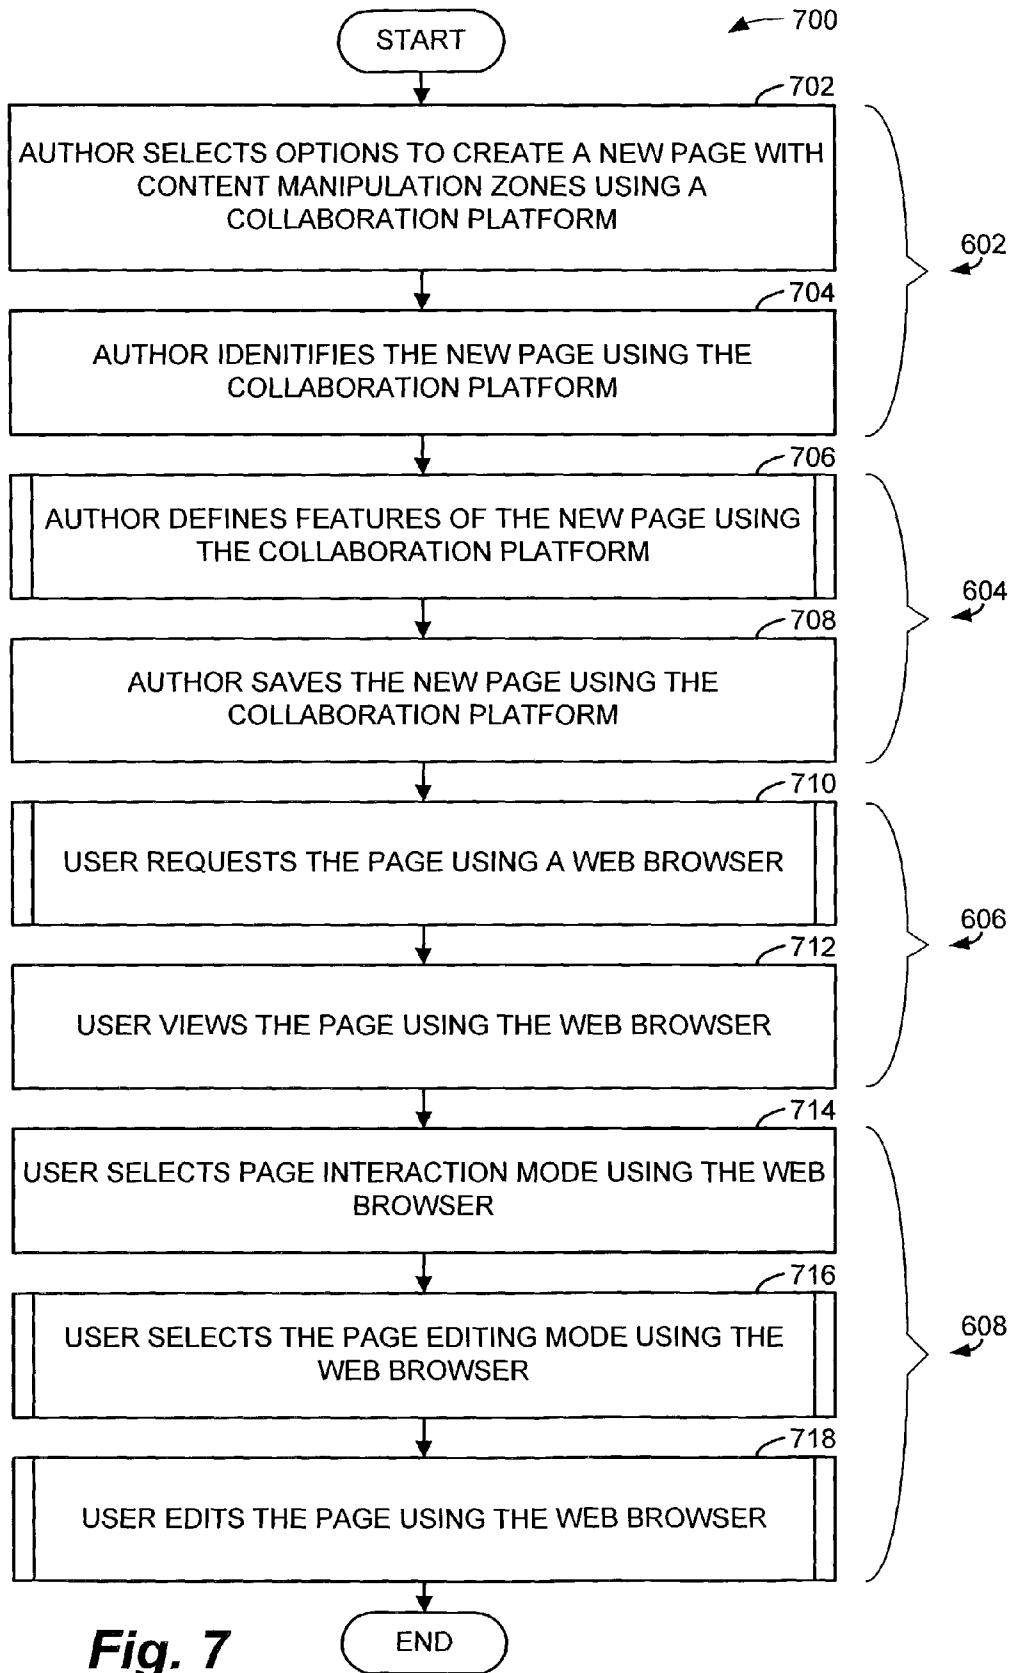 START
700
702
AUTHOR SELECTS OPTIONS TO CREATE A NEW PAGE WITH
CONTENT MANIPULATION ZONES USING A
COLLABORATION PLATFORM
602
704
AUTHOR IDENITIFIES THE NEW PAGE USING THE
COLLABORATION PLATFORM
706
AUTHOR DEFINES FEATURES OF THE NEW PAGE USING
THE COLLABORATION PLATFORM
604
708
AUTHOR SAVES THE NEW PAGE USING THE
COLLABORATION PLATFORM
710
USER REQUESTS THE PAGE USING A WEB BROWSER
606
712
USER VIEWS THE PAGE USING THE WEB BROWSER
714
USER SELECTS PAGE INTERACTION MODE USING THE WEB
BROWSER
716
USER SELECTS THE PAGE EDITING MODE USING THE
WEB BROWSER
608
718
USER EDITS THE PAGE USING THE WEB BROWSER
END
Fig. 7